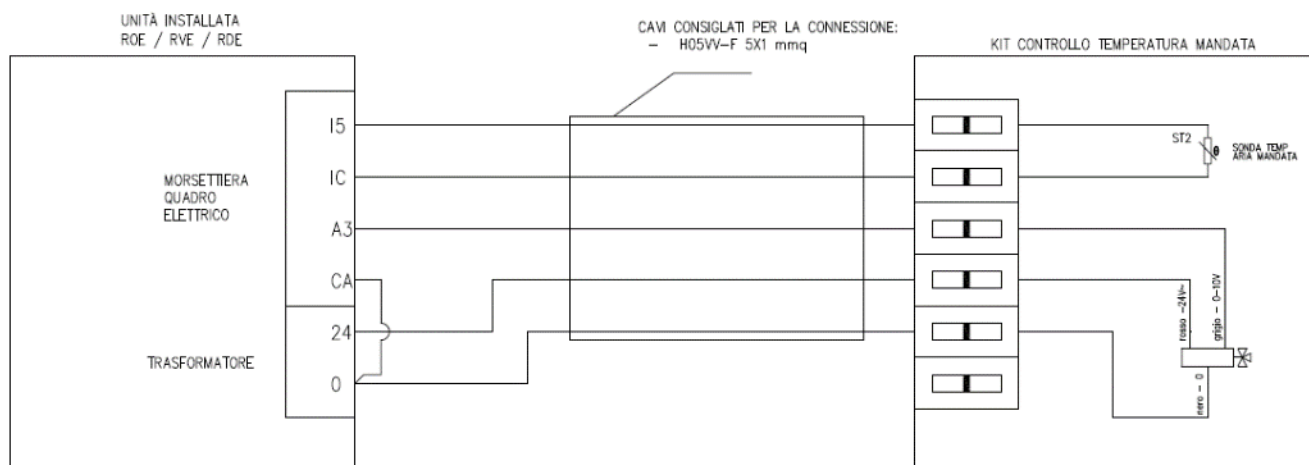 UNITÀ INSTALLATA
ROE / RVE / RDE
CAVI CONSIGLATI PER LA CONNESSIONE:
- H05VV-F 5X1 mmq
KIT CONTROLLO TEMPERATURA MANDATA
MORSETTIERA
QUADRO
ELETTRICO
I5
IC
A3
CA
TRASFORMATORE
24
0
ST2
θ
SONDA TEMP
ARIA MANDATA
rosso -24V~
grigio - 0-10V
nero - 0